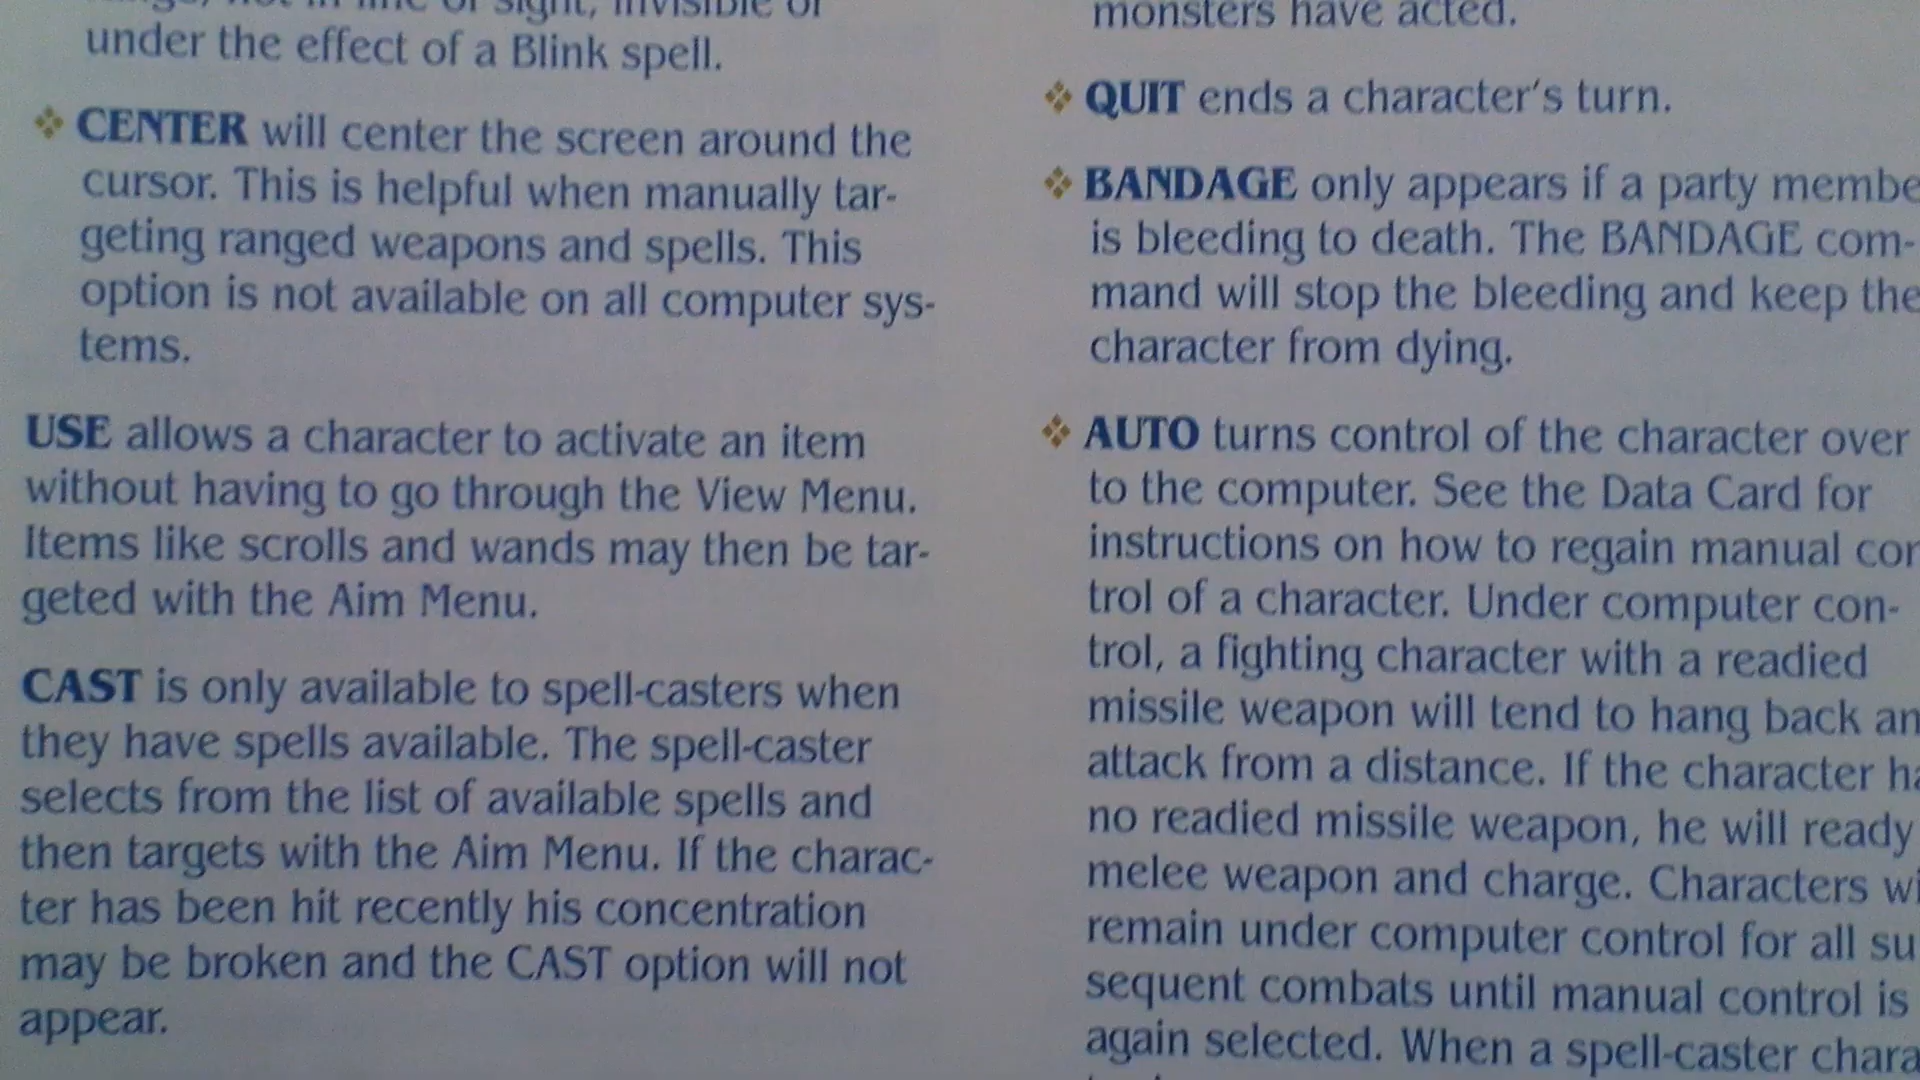 of sight, invisible or
under the effect of a Blink spell.
❖ CENTER will center the screen around the
cursor. This is helpful when manually tar-
geting ranged weapons and spells. This
option is not available on all computer sys-
tems.
USE allows a character to activate an item
without having to go through the View Menu.
Items like scrolls and wands may then be tar-
geted with the Aim Menu.
CAST is only available to spell-casters when
they have spells available. The spell-caster
selects from the list of available spells and
then targets with the Aim Menu. If the charac-
ter has been hit recently his concentration
may be broken and the CAST option will not
appear.
monsters have acted.
❖ QUIT ends a character's turn.
❖ BANDAGE only appears if a party membe
is bleeding to death. The BANDAGE com-
mand will stop the bleeding and keep the
character from dying.
❖ AUTO turns control of the character over
to the computer. See the Data Card for
instructions on how to regain manual con
trol of a character. Under computer con-
trol, a fighting character with a readied
missile weapon will tend to hang back an
attack from a distance. If the character ha
no readied missile weapon, he will ready
melee weapon and charge. Characters wi
remain under computer control for all su
sequent combats until manual control is
again selected. When a spell-caster chara